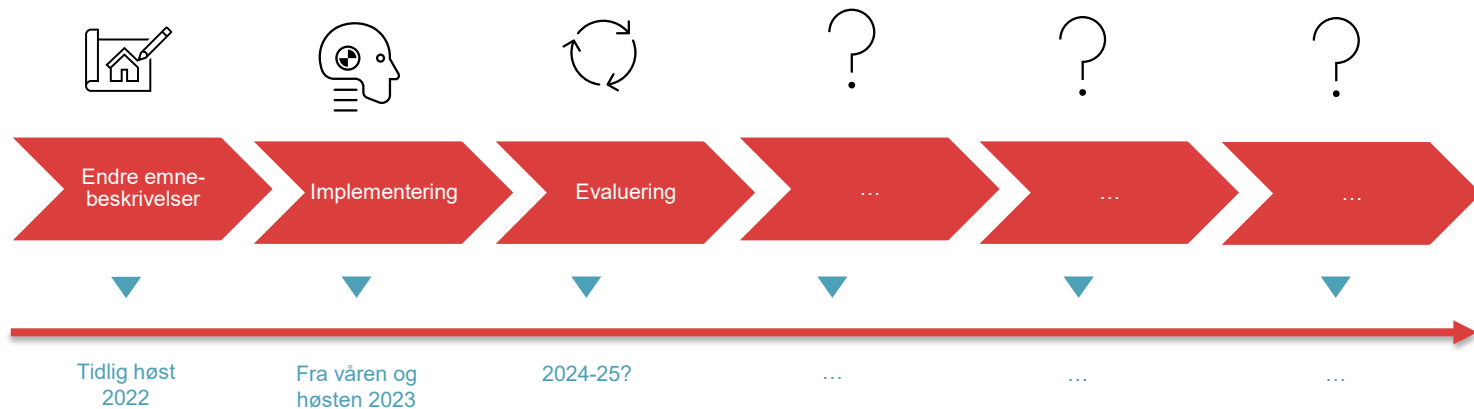 Endre emne-
beskrivelser
Implementering
Evaluering
…
…
…
Tidlig høst
2022
Fra våren og
høsten 2023
2024-25?
…
…
…